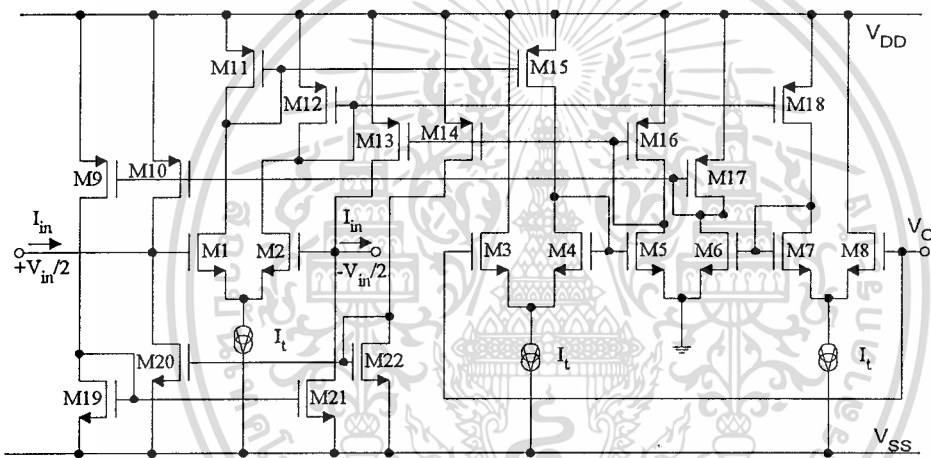 V_DD
M11
M15
M12
M18
M13
M14
M16
M9
M10
M17
I_in
I_in
V_C
M1
M2
M3
M4
M5
M6
M7
M8
+V_in/2
-V_in/2
I_t
M20
M22
I_t
I_t
M19
M21
V_SS